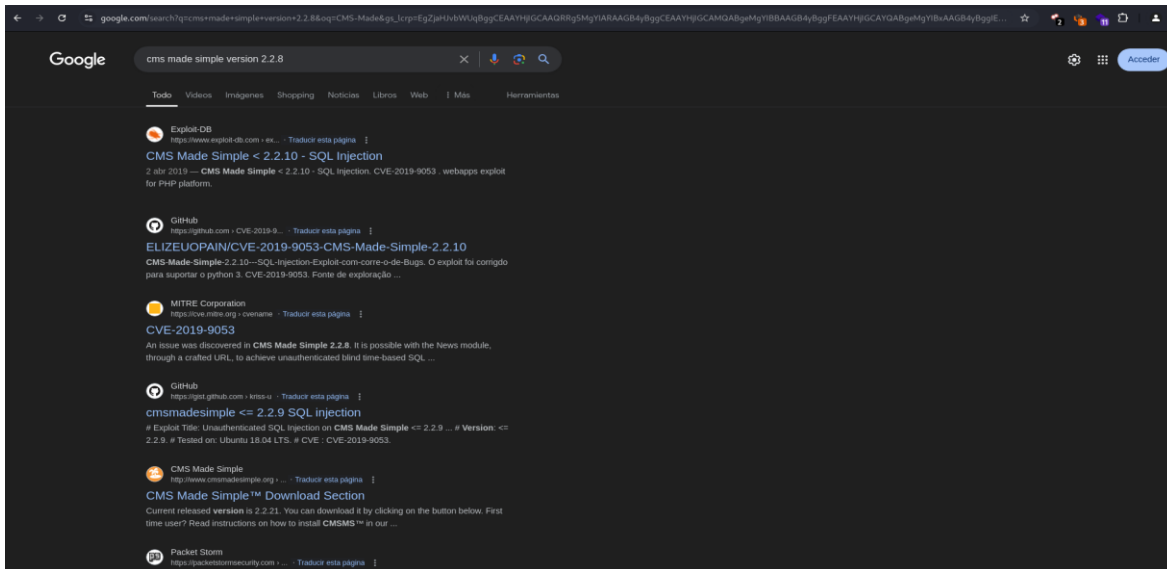 google.com/search?q=cms+made+simple+version+2.2.8&oq=CMS-Made&gs_lcrp=
2
3
11
Google
cms made simple version 2.2.8
Acceder
Todo Videos Imágenes Shopping Noticias Libros Web Más Herramientas
Exploit-DB
https://www.exploit-db.com › ex... · Traducir esta página
CMS Made Simple < 2.2.10 - SQL Injection
2 abr 2019 — CMS Made Simple < 2.2.10 - SQL Injection. CVE-2019-9053 . webapps exploit
for PHP platform.
GitHub
https://github.com › CVE-2019-9... · Traducir esta página
ELIZEUOPAIN/CVE-2019-9053-CMS-Made-Simple-2.2.10
CMS-Made-Simple-2.2.10---SQL-Injection-Exploit-com-corre-o-de-Bugs. O exploit foi corrigdo
para suportar o python 3. CVE-2019-9053. Fonte de exploração ...
MITRE Corporation
https://cve.mitre.org › cvename · Traducir esta página
CVE-2019-9053
An issue was discovered in CMS Made Simple 2.2.8. It is possible with the News module,
through a crafted URL, to achieve unauthenticated blind time-based SQL ...
GitHub
https://gist.github.com › kriss-u · Traducir esta página
cmsmadesimple <= 2.2.9 SQL injection
# Exploit Title: Unauthenticated SQL Injection on CMS Made Simple <= 2.2.9 ... # Version: <=
2.2.9. # Tested on: Ubuntu 18.04 LTS. # CVE : CVE-2019-9053.
CMS Made Simple
http://www.cmsmadesimple.org › ... · Traducir esta página
CMS Made Simple™ Download Section
Current released version is 2.2.21. You can download it by clicking on the button below. First
time user? Read instructions on how to install CMSMS™ in our ...
Packet Storm
https://packetstormsecurity.com › ... · Traducir esta página